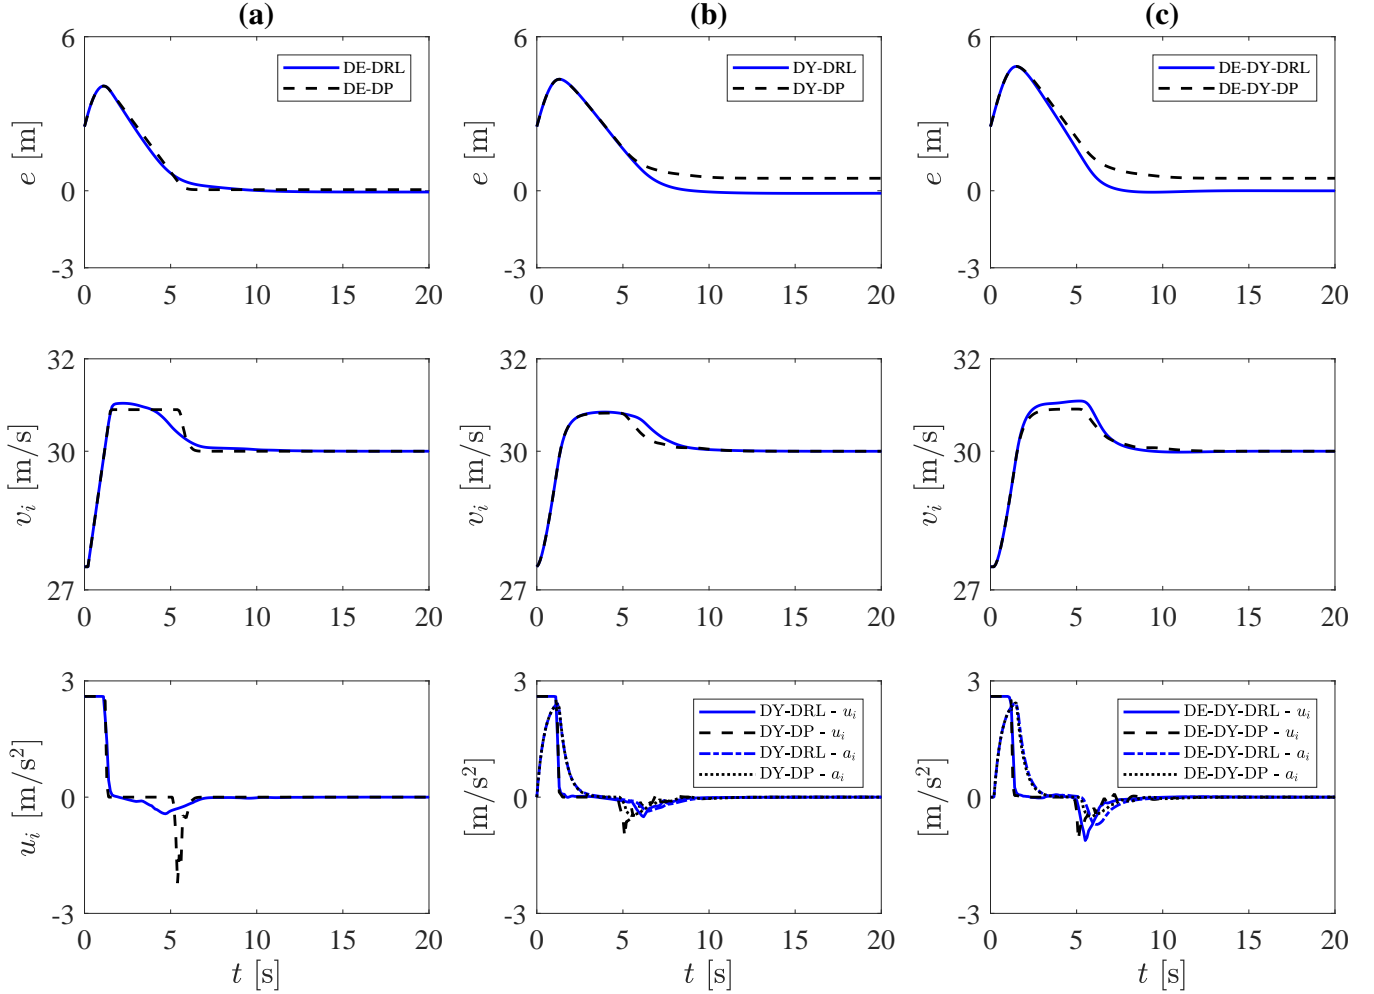 (a)
(b)
(c)
6
0
-3
e [m]
DE-DRL
DE-DP
0 5 10 15 20
6
0
-3
e [m]
DY-DRL
DY-DP
0 5 10 15 20
6
0
-3
e [m]
DE-DY-DRL
DE-DY-DP
0 5 10 15 20
32
30
27
v_i [m/s]
0 5 10 15 20
32
30
27
v_i [m/s]
0 5 10 15 20
32
30
27
v_i [m/s]
0 5 10 15 20
3
0
-3
u_i [m/s²]
0 5 10 15 20
t [s]
3
0
-3
[m/s²]
DY-DRL - u_i
DY-DP - u_i
DY-DRL - a_i
DY-DP - a_i
0 5 10 15 20
t [s]
3
0
-3
[m/s²]
DE-DY-DRL - u_i
DE-DY-DP - u_i
DE-DY-DRL - a_i
DE-DY-DP - a_i
0 5 10 15 20
t [s]